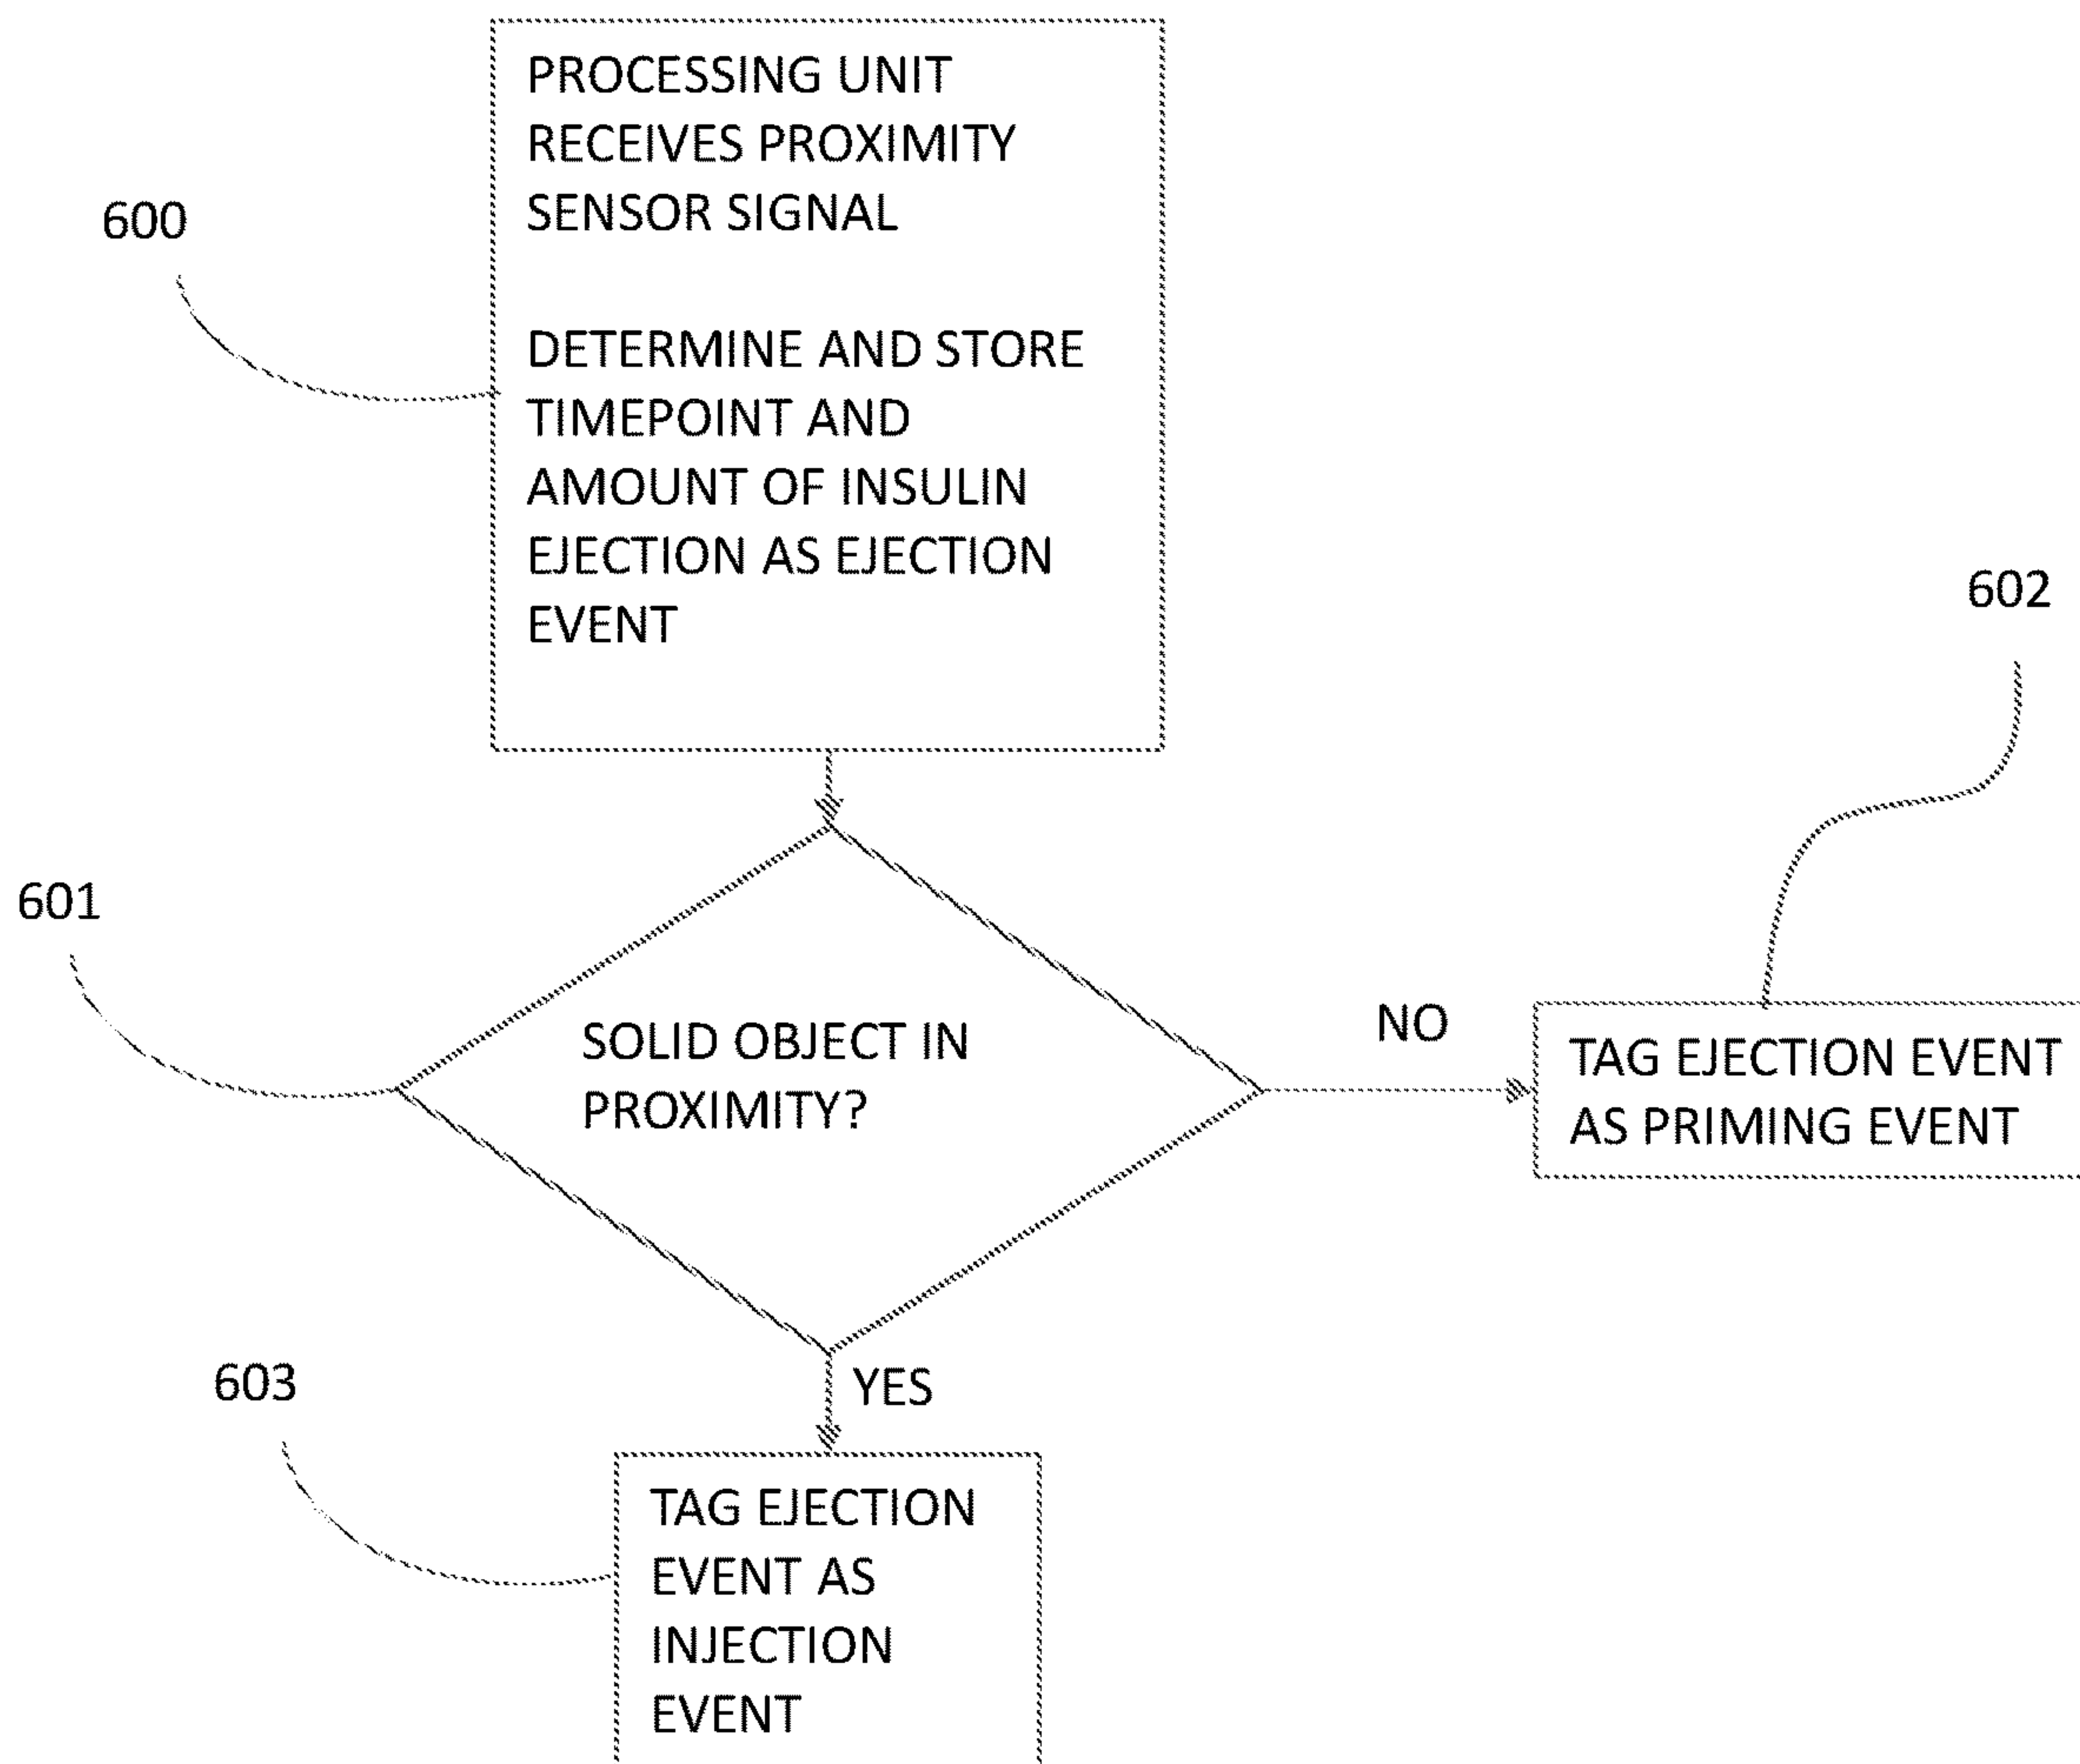 PROCESSING UNIT
RECEIVES PROXIMITY
SENSOR SIGNAL
600
DETERMINE AND STORE
TIMEPOINT AND
AMOUNT OF INSULIN
EJECTION AS EJECTION
EVENT
602
601
SOLID OBJECT IN
PROXIMITY?
NO
TAG EJECTION EVENT
AS PRIMING EVENT
603
YES
TAG EJECTION
EVENT AS
INJECTION
EVENT